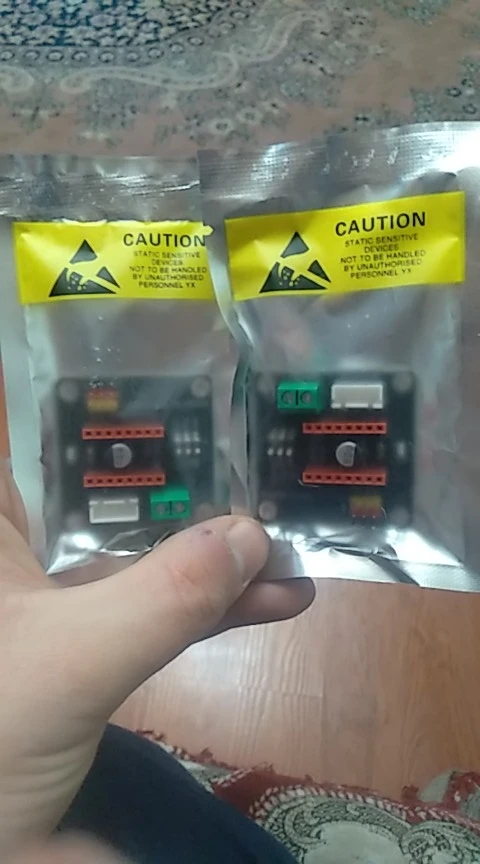 CAUTION
STATIC SENSITIVE
DEVICES
NOT TO BE HANDLED
BY UNAUTHORISED
PERSONNEL YX
CAUTION
STATIC SENSITIVE
DEVICES
NOT TO BE HANDLED
BY UNAUTHORISED
PERSONNEL YX